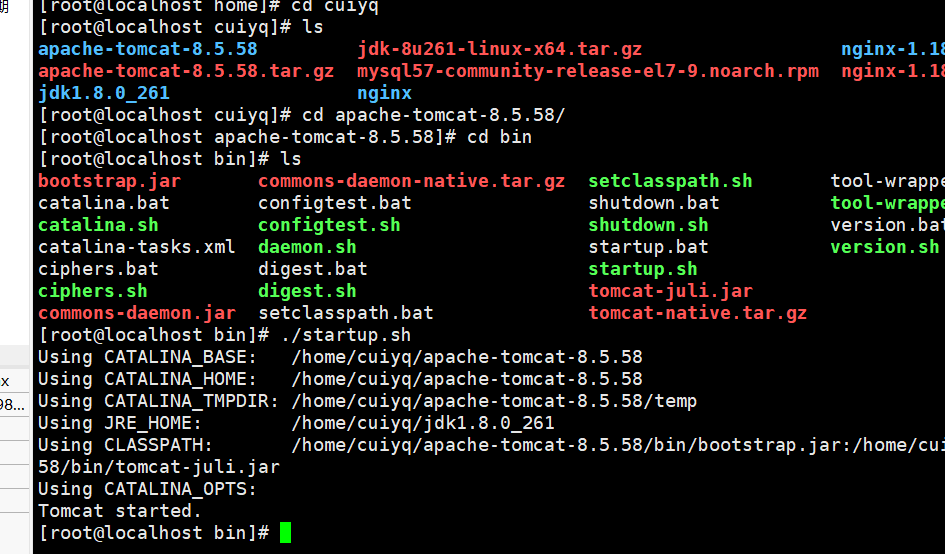 期
[root@localhost home]# cd cuiyq
[root@localhost cuiyq]# ls
apache-tomcat-8.5.58 jdk-8u261-linux-x64.tar.gz nginx-1.18
apache-tomcat-8.5.58.tar.gz mysql57-community-release-el7-9.noarch.rpm nginx-1.18
jdk1.8.0_261 nginx
[root@localhost cuiyq]# cd apache-tomcat-8.5.58/
[root@localhost apache-tomcat-8.5.58]# cd bin
[root@localhost bin]# ls
bootstrap.jar commons-daemon-native.tar.gz setclasspath.sh tool-wrappe
catalina.bat configtest.bat shutdown.bat tool-wrappe
catalina.sh configtest.sh shutdown.sh version.bat
catalina-tasks.xml daemon.sh startup.bat version.sh
ciphers.bat digest.bat startup.sh
ciphers.sh digest.sh tomcat-juli.jar
commons-daemon.jar setclasspath.bat tomcat-native.tar.gz
[root@localhost bin]# ./startup.sh
Using CATALINA_BASE: /home/cuiyq/apache-tomcat-8.5.58
Using CATALINA_HOME: /home/cuiyq/apache-tomcat-8.5.58
x
Using CATALINA_TMPDIR: /home/cuiyq/apache-tomcat-8.5.58/temp
98...
Using JRE_HOME: /home/cuiyq/jdk1.8.0_261
Using CLASSPATH: /home/cuiyq/apache-tomcat-8.5.58/bin/bootstrap.jar:/home/cui
58/bin/tomcat-juli.jar
Using CATALINA_OPTS:
Tomcat started.
[root@localhost bin]#